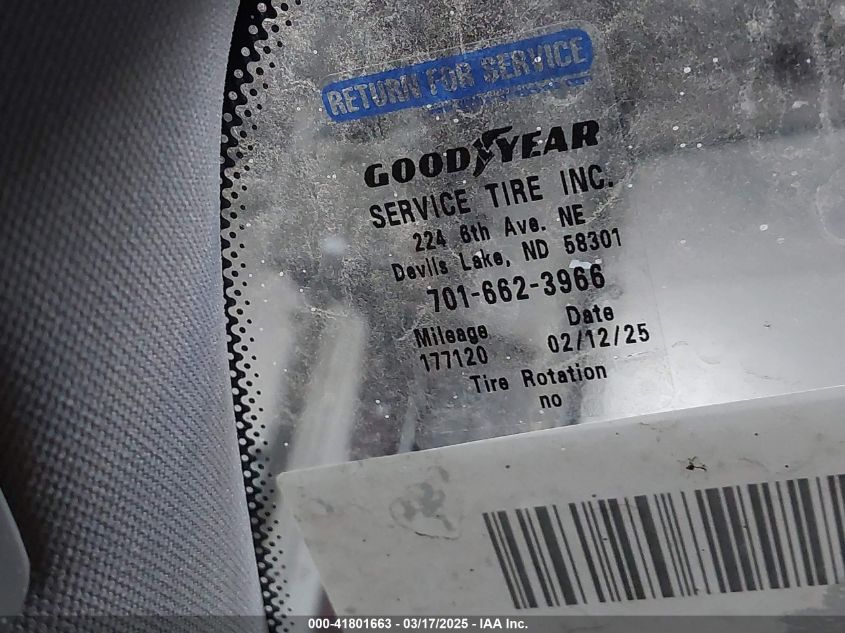 RETURN FOR SERVICE
GOODYEAR
SERVICE TIRE INC.
224 6th Ave. NE
Devils Lake, ND 58301
701-662-3966
Mileage Date
177120 02/12/25
Tire Rotation
no
000-41801663 - 03/17/2025 - IAA Inc.